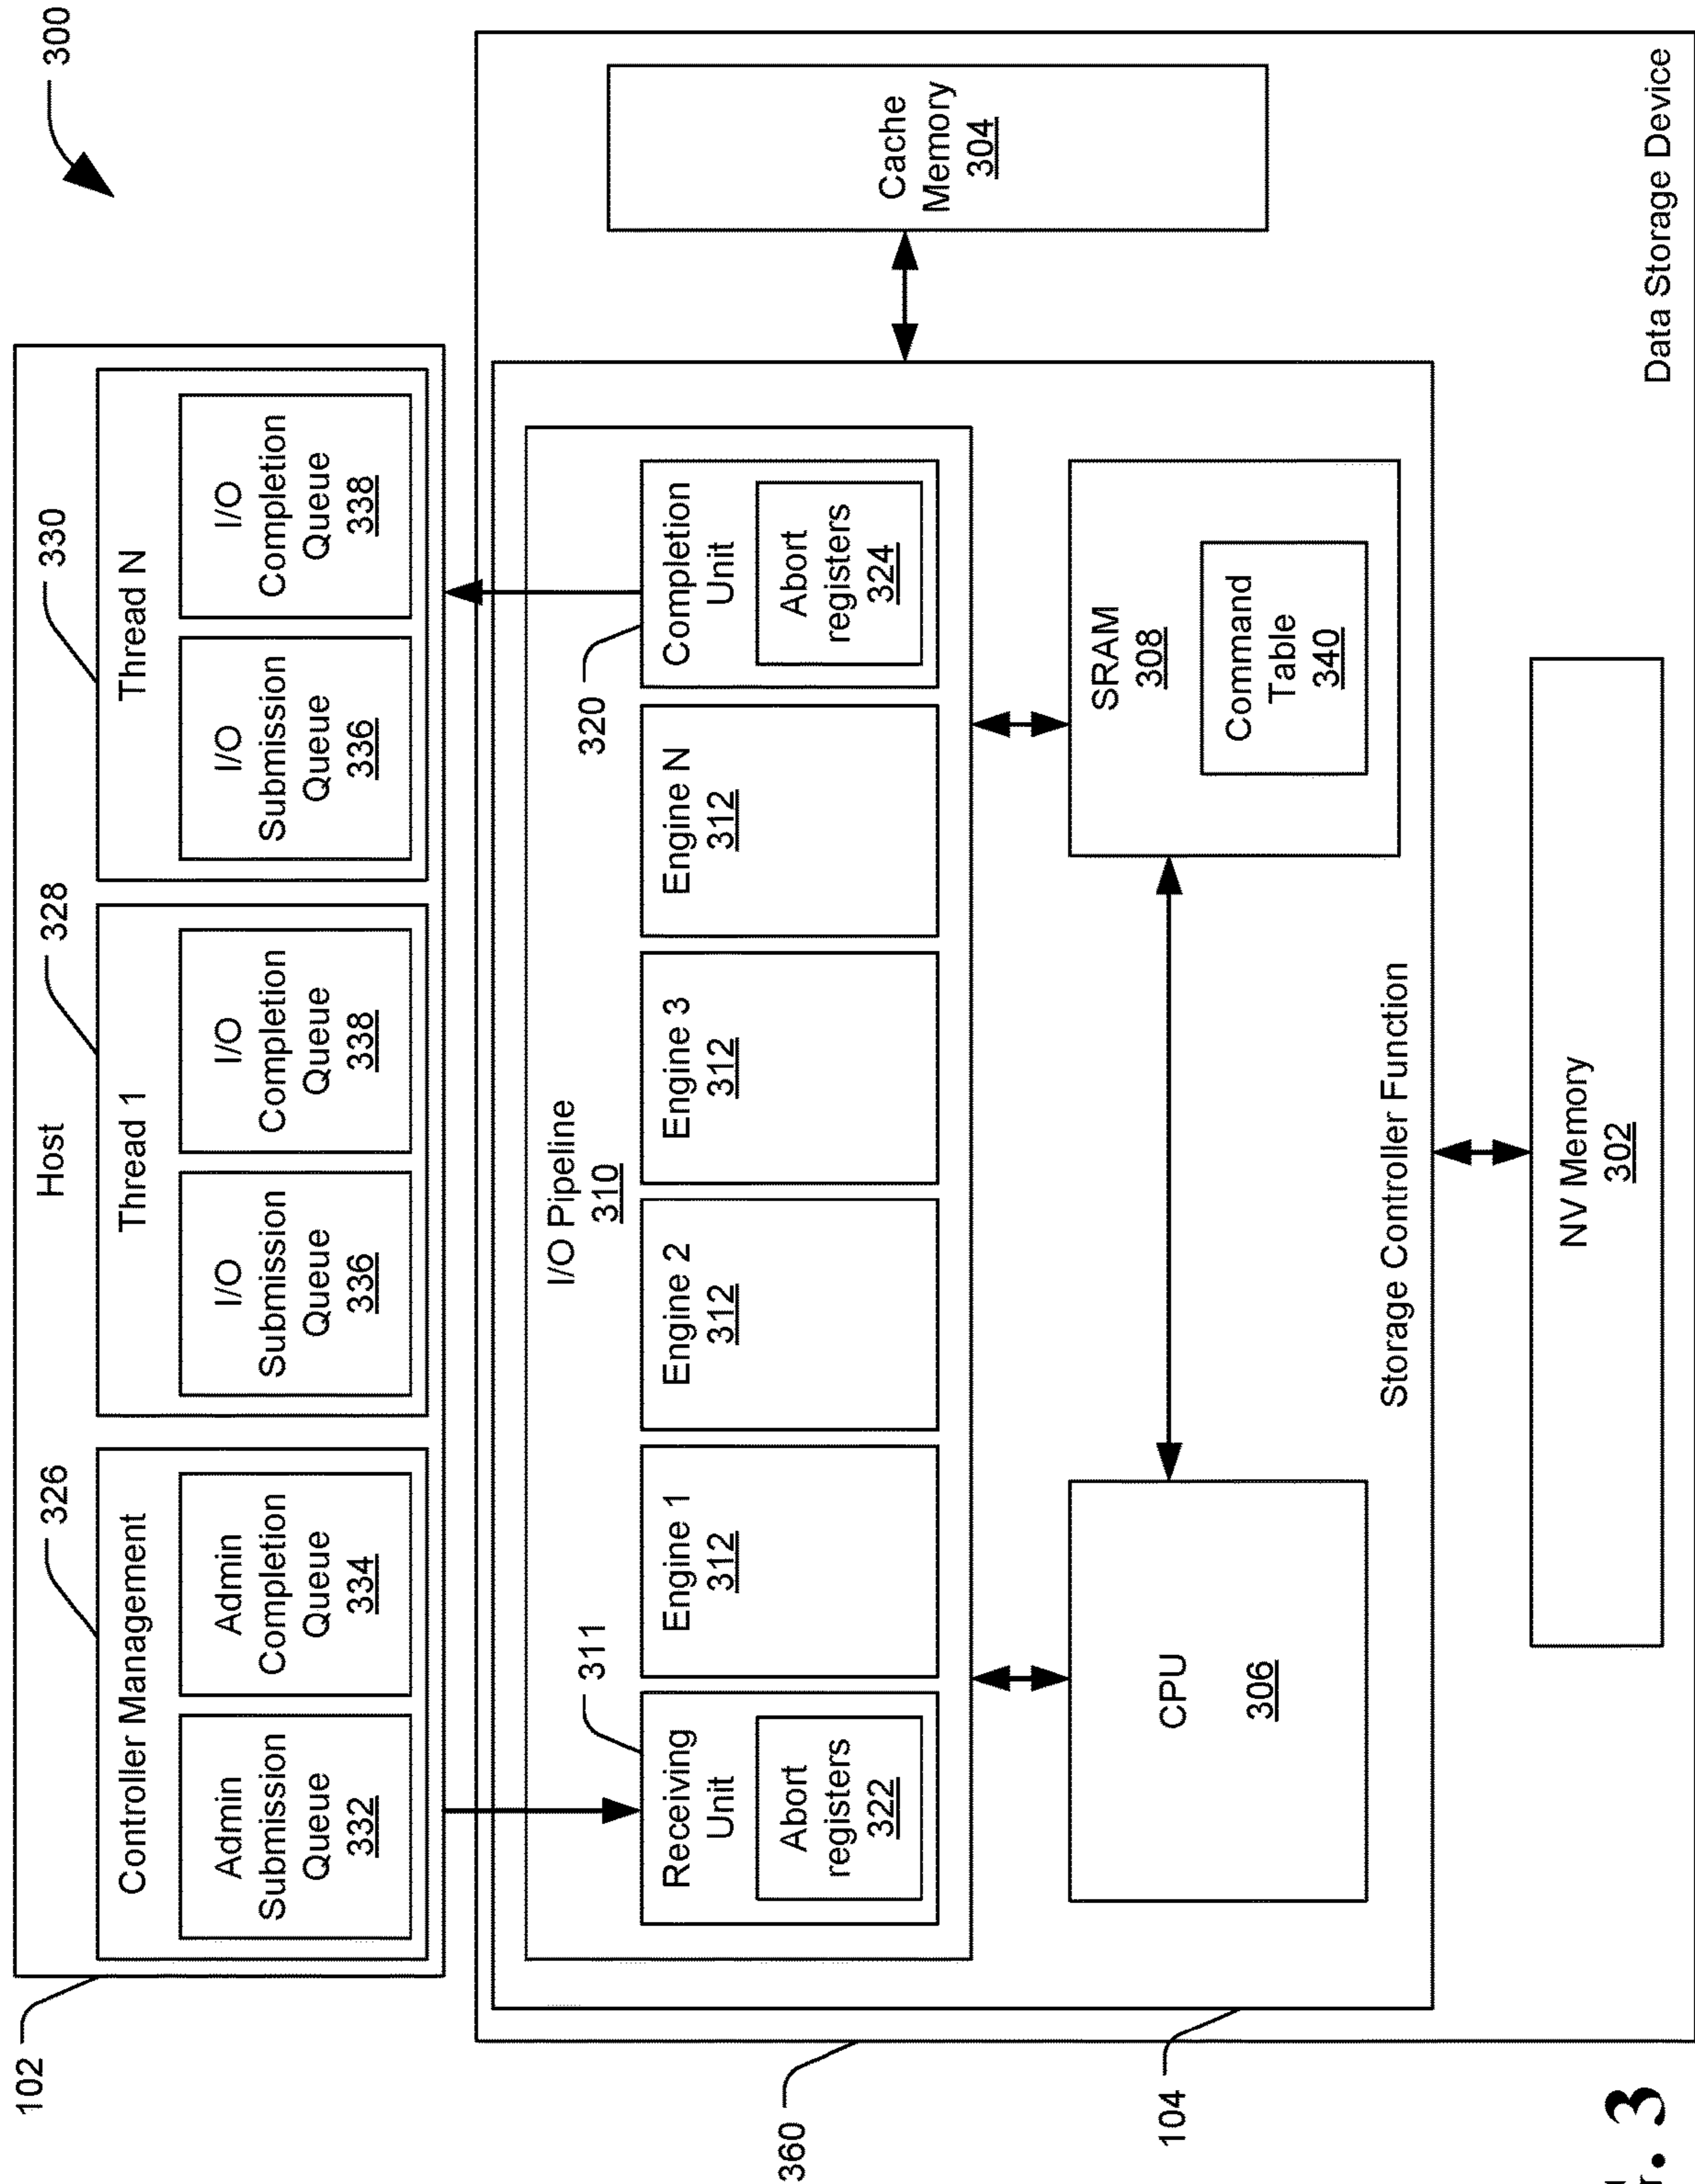 300
102
Host
326
328
330
Controller Management
Admin
Submission
Queue
332
Admin
Completion
Queue
334
Thread 1
I/O
Submission
Queue
336
I/O
Completion
Queue
338
Thread N
I/O
Submission
Queue
336
I/O
Completion
Queue
338
360
104
I/O Pipeline
310
311
320
Receiving
Unit
Abort
registers
322
Engine 1
312
Engine 2
312
Engine 3
312
Engine N
312
Completion
Unit
Abort
registers
324
CPU
306
SRAM
308
Command
Table
340
Storage Controller Function
Cache
Memory
304
NV Memory
302
Data Storage Device
3